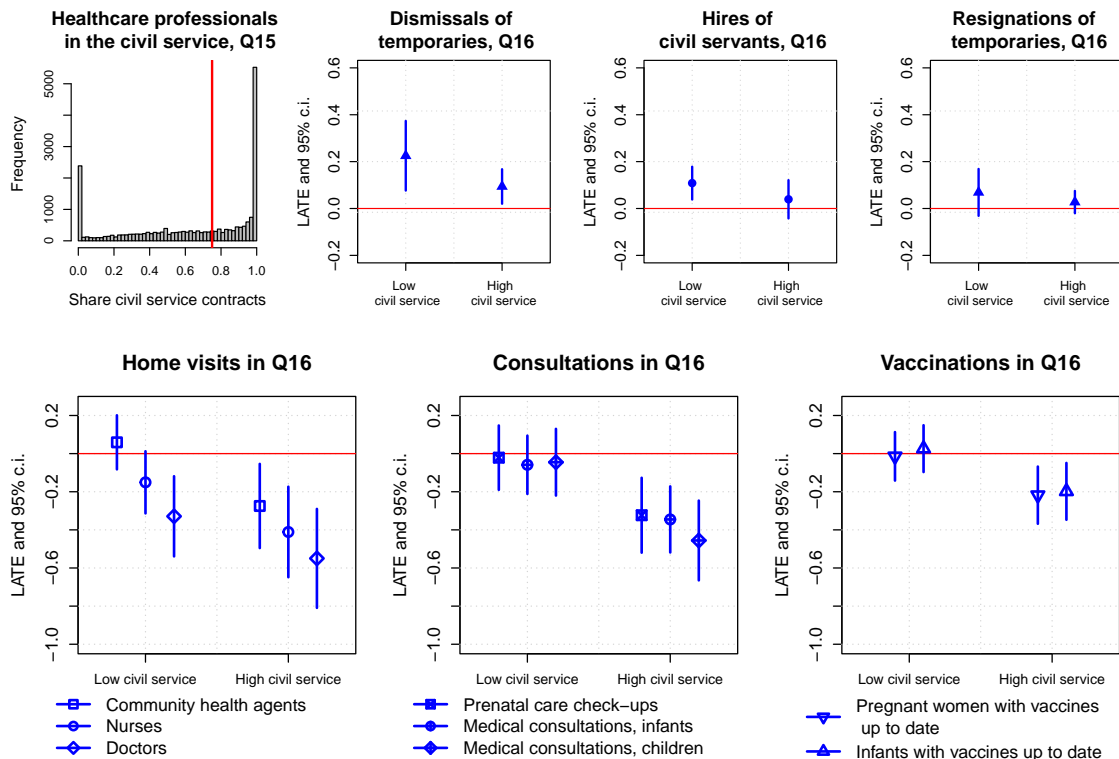 Healthcare professionals
in the civil service, Q15
Frequency
0
1000
3000
5000
0.0 0.2 0.4 0.6 0.8 1.0
Share civil service contracts
Dismissals of
temporaries, Q16
LATE and 95% c.i.
−0.2 0.0 0.2 0.4 0.6
Low
civil service
High
civil service
Hires of
civil servants, Q16
LATE and 95% c.i.
−0.2 0.0 0.2 0.4 0.6
Low
civil service
High
civil service
Resignations of
temporaries, Q16
LATE and 95% c.i.
−0.2 0.0 0.2 0.4 0.6
Low
civil service
High
civil service
Home visits in Q16
LATE and 95% c.i.
−1.0 −0.6 −0.2 0.2
Low civil service High civil service
Community health agents
Nurses
Doctors
Consultations in Q16
LATE and 95% c.i.
−1.0 −0.6 −0.2 0.2
Low civil service High civil service
Prenatal care check−ups
Medical consultations, infants
Medical consultations, children
Vaccinations in Q16
LATE and 95% c.i.
−1.0 −0.6 −0.2 0.2
Low civil service High civil service
Pregnant women with vaccines
up to date
Infants with vaccines up to date